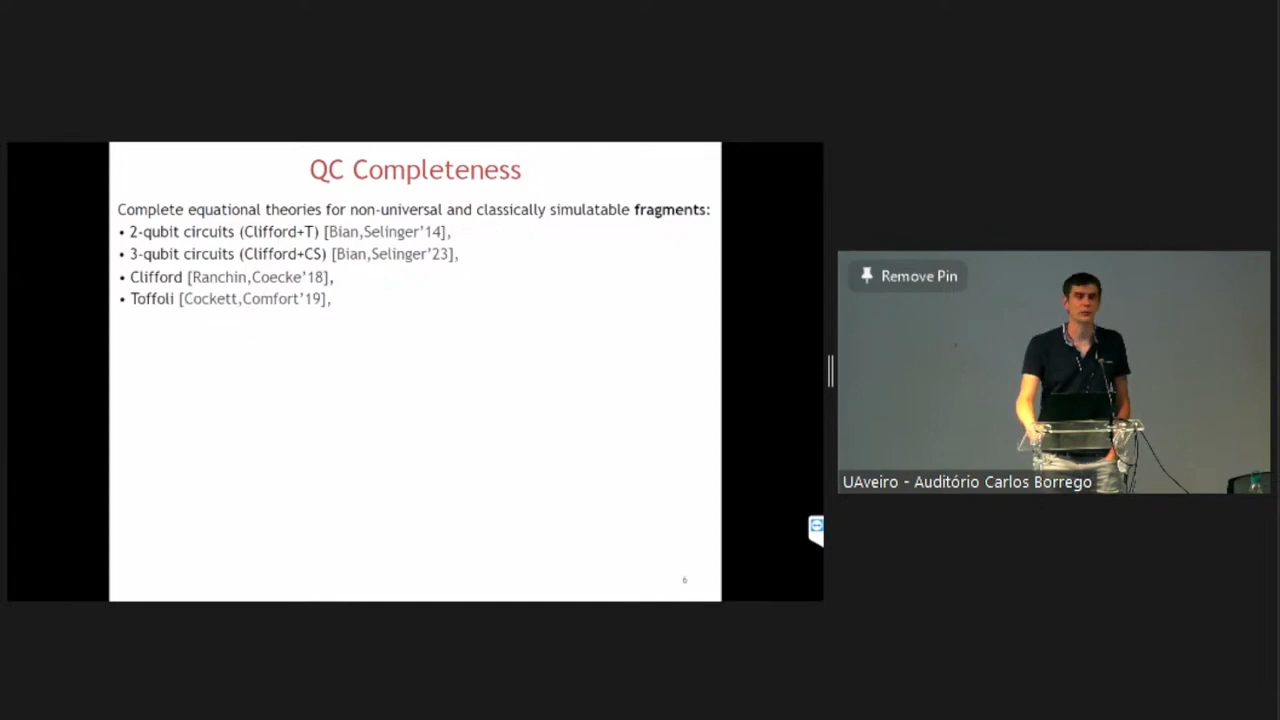 QC Completeness
Complete equational theories for non-universal and classically simulatable fragments:
• 2-qubit circuits (Clifford+T) [Bian,Selinger’14],
• 3-qubit circuits (Clifford+CS) [Bian,Selinger’23],
• Clifford [Ranchin,Coecke’18],
• Toffoli [Cockett,Comfort’19],
6
Remove Pin
UAveiro - Auditório Carlos Borrego